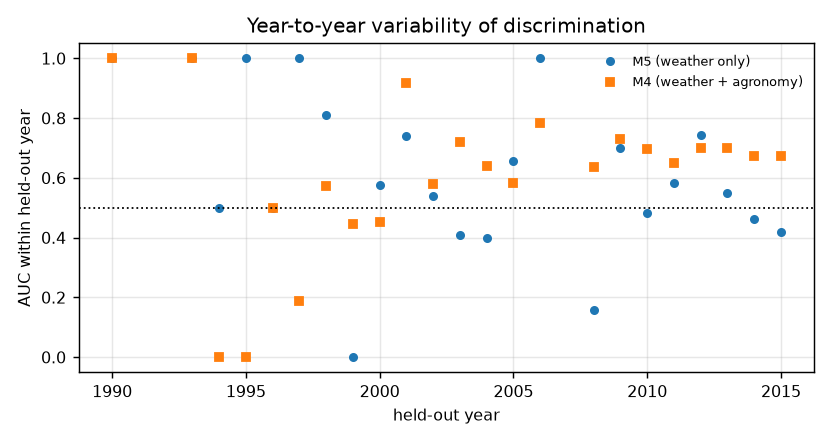 Year-to-year variability of discrimination
M5 (weather only)
M4 (weather + agronomy)
AUC within held-out year
1.0
0.8
0.6
0.4
0.2
0.0
1990 1995 2000 2005 2010 2015
held-out year